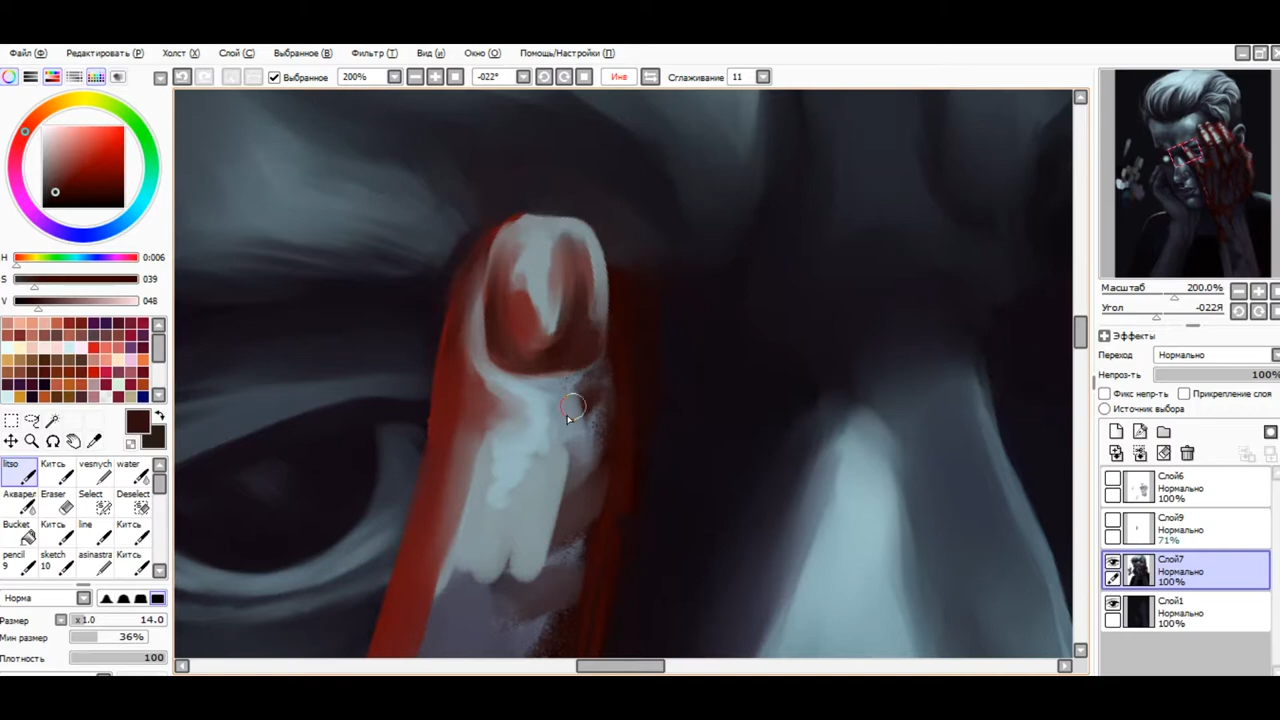 Файл (Ф) Редактировать (Р) Холст (X) Слой (С) Выбранное (В) Фильтр (Т) Вид (и) Окно (О) Помощь/Настройки (П)
Выбранное 200% -022° Инв Сглаживание 11
H 0:006
S 039
V 048
litso Китсь vesnych water
Акварел Eraser Select Deselect
Bucket Китсь line Китсь
pencil 9 sketch 10 asinastra Китсь
Норма
Размер x1.0 14.0
Мин размер 36%
Плотность 100
Масштаб 200.0%
Угол -022Я
Эффекты
Переход Нормально
Непроз-ть 100%
Фикс непр-ть Прикрепление слоя
Источник выбора
Слой6
Нормально
100%
Слой9
Нормально
71%
Слой7
Нормально
100%
Слой1
Нормально
100%